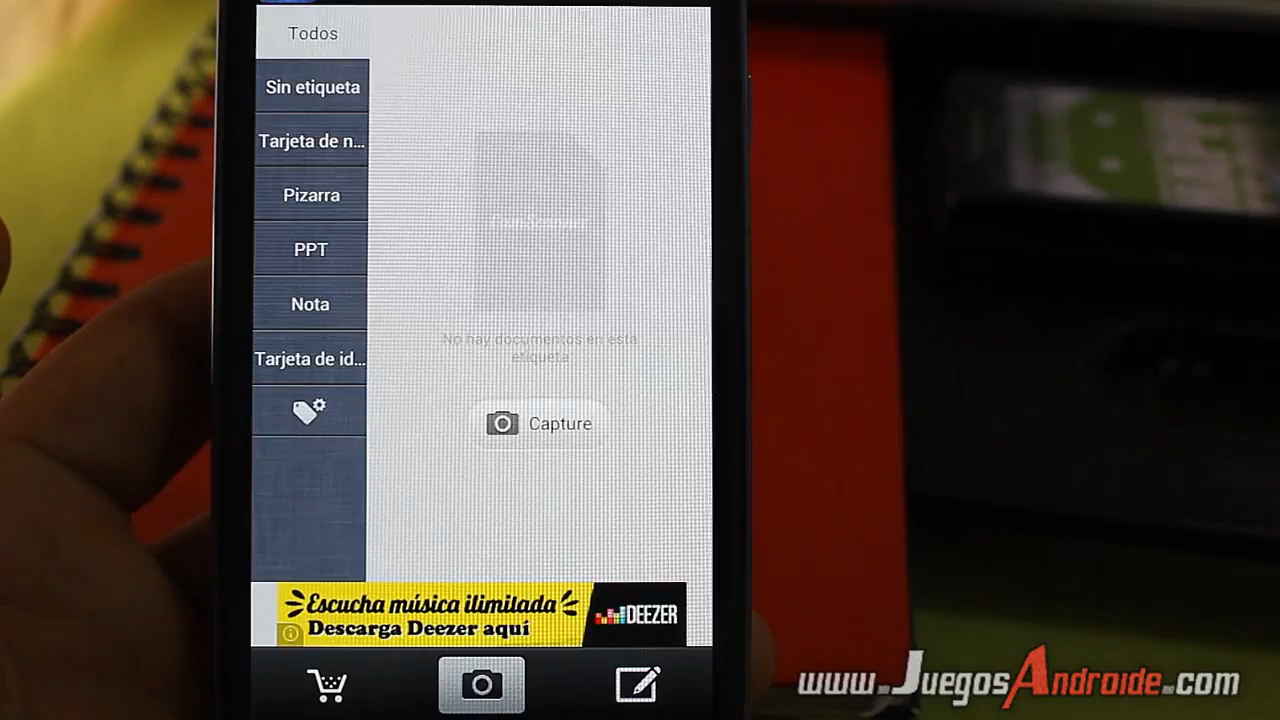 Todos
Sin etiqueta
Tarjeta de n...
Pizarra
PPT
Nota
Tarjeta de id...
CamScanner
No hay documentos en esta
etiqueta
Capture
Escucha música ilimitada
Descarga Deezer aquí
DEEZER
www.JuegosAndroide.com